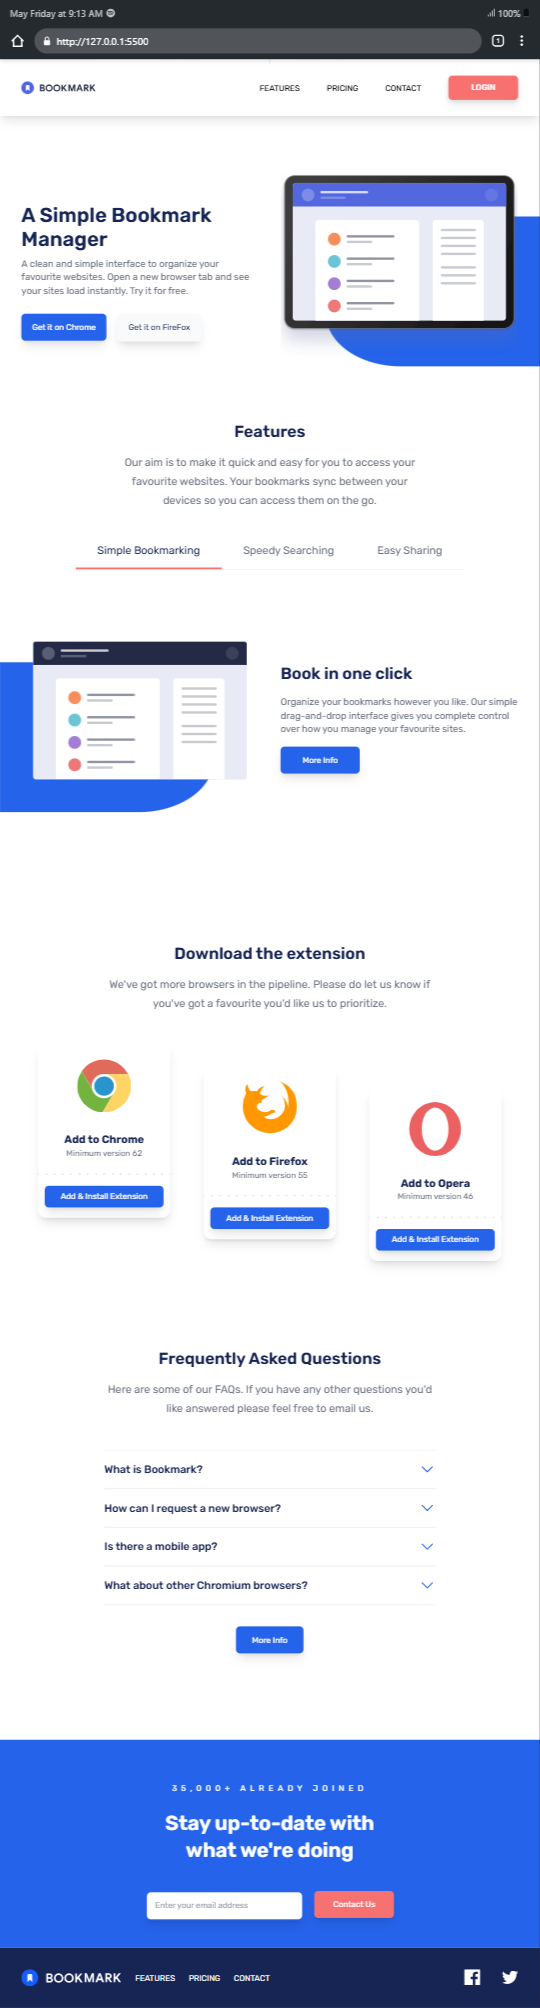 May Friday at 9:13 AM
100%
http://127.0.0.1:5500
1
BOOKMARK
FEATURES
PRICING
CONTACT
LOGIN
A Simple Bookmark
Manager
A clean and simple interface to organize your
favourite websites. Open a new browser tab and see
your sites load instantly. Try it for free.
Get it on Chrome
Get it on FireFox
Features
Our aim is to make it quick and easy for you to access your
favourite websites. Your bookmarks sync between your
devices so you can access them on the go.
Simple Bookmarking
Speedy Searching
Easy Sharing
Book in one click
Organize your bookmarks however you like. Our simple
drag-and-drop interface gives you complete control
over how you manage your favourite sites.
More Info
Download the extension
We've got more browsers in the pipeline. Please do let us know if
you've got a favourite you'd like us to prioritize.
Add to Chrome
Minimum version 62
Add & Install Extension
Add to Firefox
Minimum version 55
Add & Install Extension
Add to Opera
Minimum version 46
Add & Install Extension
Frequently Asked Questions
Here are some of our FAQs. If you have any other questions you'd
like answered please feel free to email us.
What is Bookmark?
How can I request a new browser?
Is there a mobile app?
What about other Chromium browsers?
More Info
35,000+ ALREADY JOINED
Stay up-to-date with
what we're doing
Enter your email address
Contact Us
BOOKMARK
FEATURES
PRICING
CONTACT